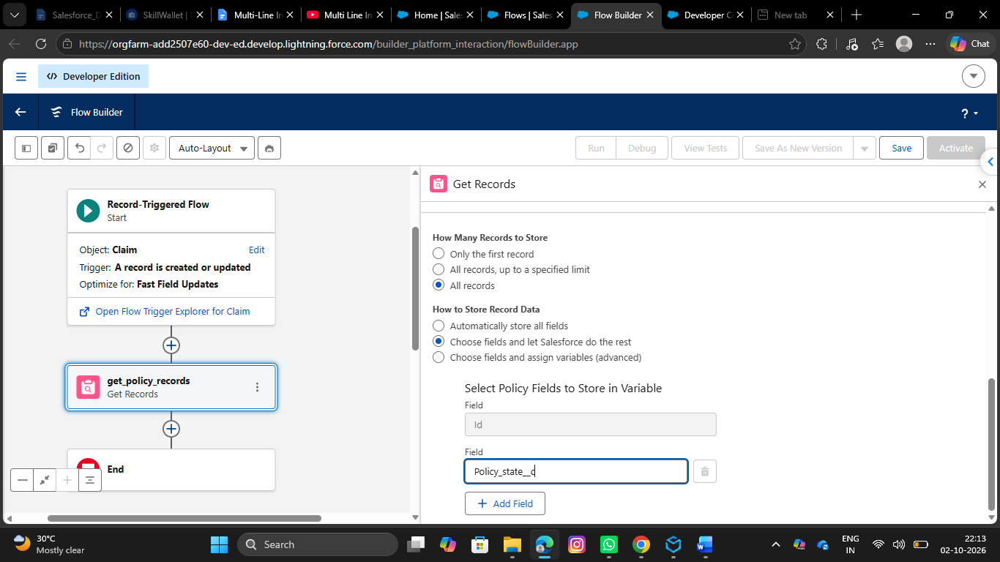 Salesforce_D
SkillWallet | D
Multi-Line In
Multi Line In
Home | Sales
Flows | Sales
Flow Builder
Developer C
New tab
https://orgfarm-add2507e60-dev-ed.develop.lightning.force.com/builder_platform_interaction/flowBuilder.app
Chat
Developer Edition
Flow Builder
?
Auto-Layout
Run
Debug
View Tests
Save As New Version
Save
Activate
Record-Triggered Flow
Start
Object: Claim
Edit
Trigger: A record is created or updated
Optimize for: Fast Field Updates
Open Flow Trigger Explorer for Claim
get_policy_records
Get Records
End
Get Records
How Many Records to Store
Only the first record
All records, up to a specified limit
All records
How to Store Record Data
Automatically store all fields
Choose fields and let Salesforce do the rest
Choose fields and assign variables (advanced)
Select Policy Fields to Store in Variable
Field
Id
Field
Policy_state__c
Add Field
30°C
Mostly clear
Search
ENG
IN
22:13
02-10-2026